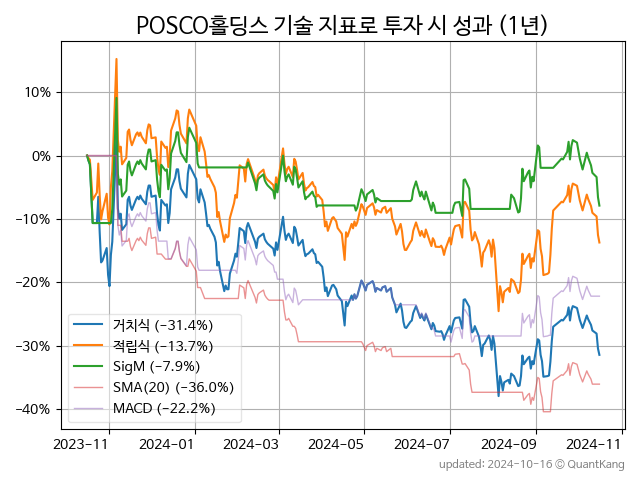 POSCO홀딩스 기술 지표로 투자 시 성과 (1년)
10%
0%
−10%
−20%
−30%
−40%
거치식 (−31.4%)
적립식 (−13.7%)
SigM (−7.9%)
SMA(20) (−36.0%)
MACD (−22.2%)
2023-11 2024-01 2024-03 2024-05 2024-07 2024-09 2024-11
updated: 2024-10-16 © QuantKang